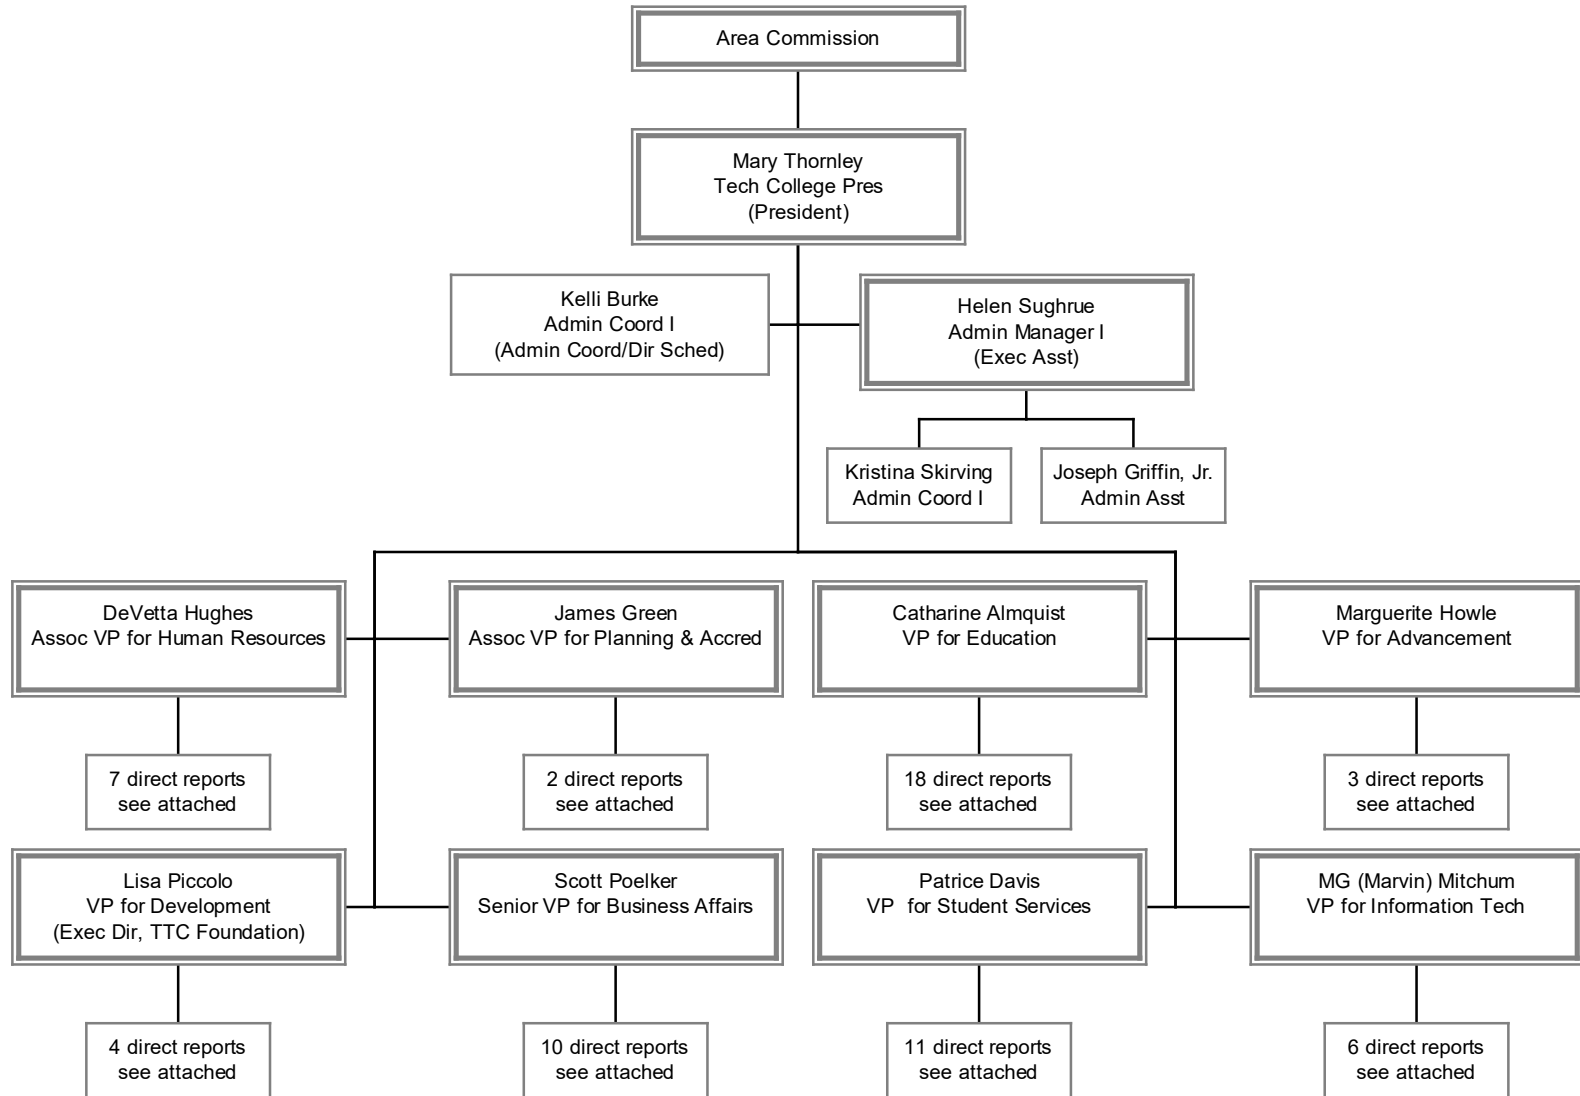 Area Commission
Mary Thornley
Tech College Pres
(President)
Kelli Burke
Admin Coord I
(Admin Coord/Dir Sched)
Helen Sughrue
Admin Manager I
(Exec Asst)
Kristina Skirving
Admin Coord I
Joseph Griffin, Jr.
Admin Asst
DeVetta Hughes
Assoc VP for Human Resources
James Green
Assoc VP for Planning & Accred
Catharine Almquist
VP for Education
Marguerite Howle
VP for Advancement
7 direct reports
see attached
2 direct reports
see attached
18 direct reports
see attached
3 direct reports
see attached
Lisa Piccolo
VP for Development
(Exec Dir, TTC Foundation)
Scott Poelker
Senior VP for Business Affairs
Patrice Davis
VP  for Student Services
MG (Marvin) Mitchum
VP for Information Tech
4 direct reports
see attached
10 direct reports
see attached
11 direct reports
see attached
6 direct reports
see attached